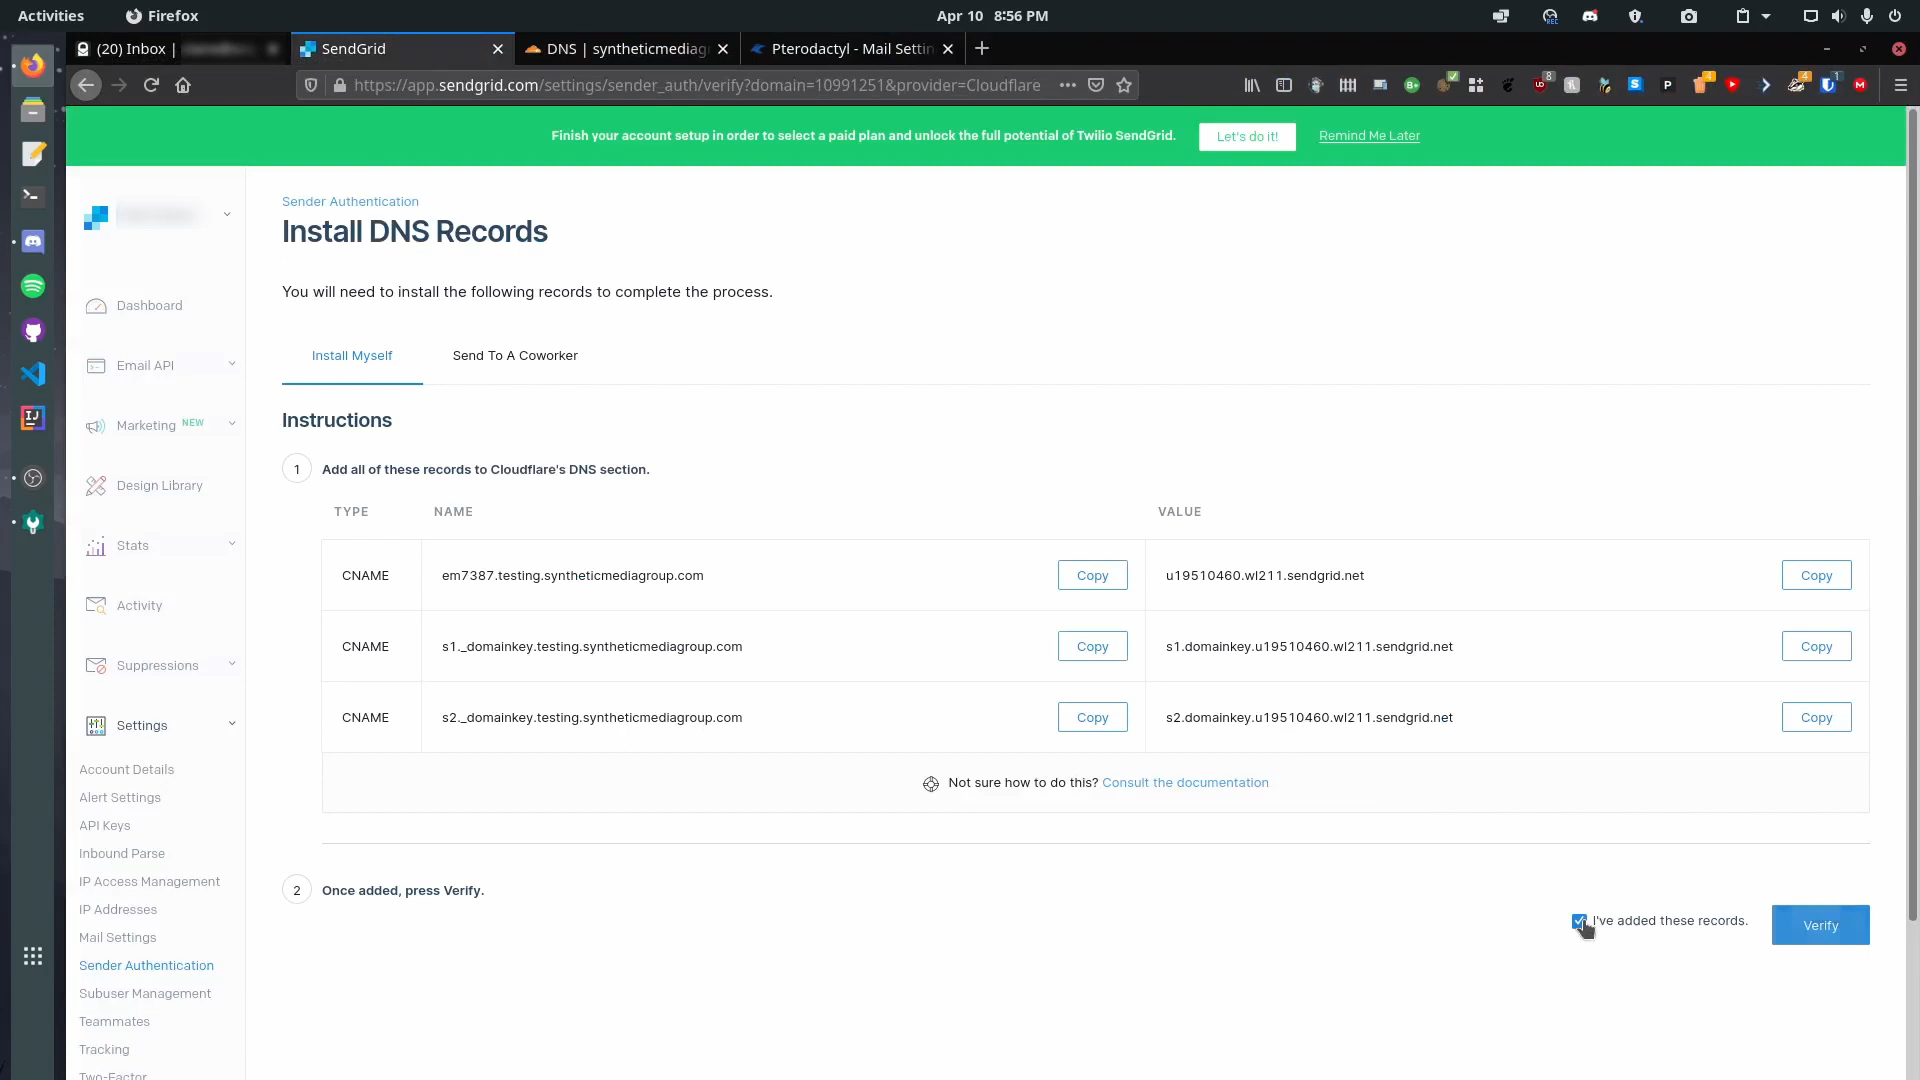 Activities
Firefox
Apr 10 8:56 PM
(20) Inbox |
SendGrid
DNS | syntheticmediag
Pterodactyl - Mail Settin
https://app.sendgrid.com/settings/sender_auth/verify?domain=10991251&provider=Cloudflare
Finish your account setup in order to select a paid plan and unlock the full potential of Twilio SendGrid.
Let's do it!
Remind Me Later
Dashboard
Email API
Marketing NEW
Design Library
Stats
Activity
Suppressions
Settings
Account Details
Alert Settings
API Keys
Inbound Parse
IP Access Management
IP Addresses
Mail Settings
Sender Authentication
Subuser Management
Teammates
Tracking
Two-Factor
Sender Authentication
Install DNS Records
You will need to install the following records to complete the process.
Install Myself
Send To A Coworker
Instructions
1 Add all of these records to Cloudflare's DNS section.
TYPE NAME VALUE
CNAME em7387.testing.syntheticmediagroup.com Copy u19510460.wl211.sendgrid.net Copy
CNAME s1._domainkey.testing.syntheticmediagroup.com Copy s1.domainkey.u19510460.wl211.sendgrid.net Copy
CNAME s2._domainkey.testing.syntheticmediagroup.com Copy s2.domainkey.u19510460.wl211.sendgrid.net Copy
Not sure how to do this? Consult the documentation
2 Once added, press Verify.
I've added these records.
Verify